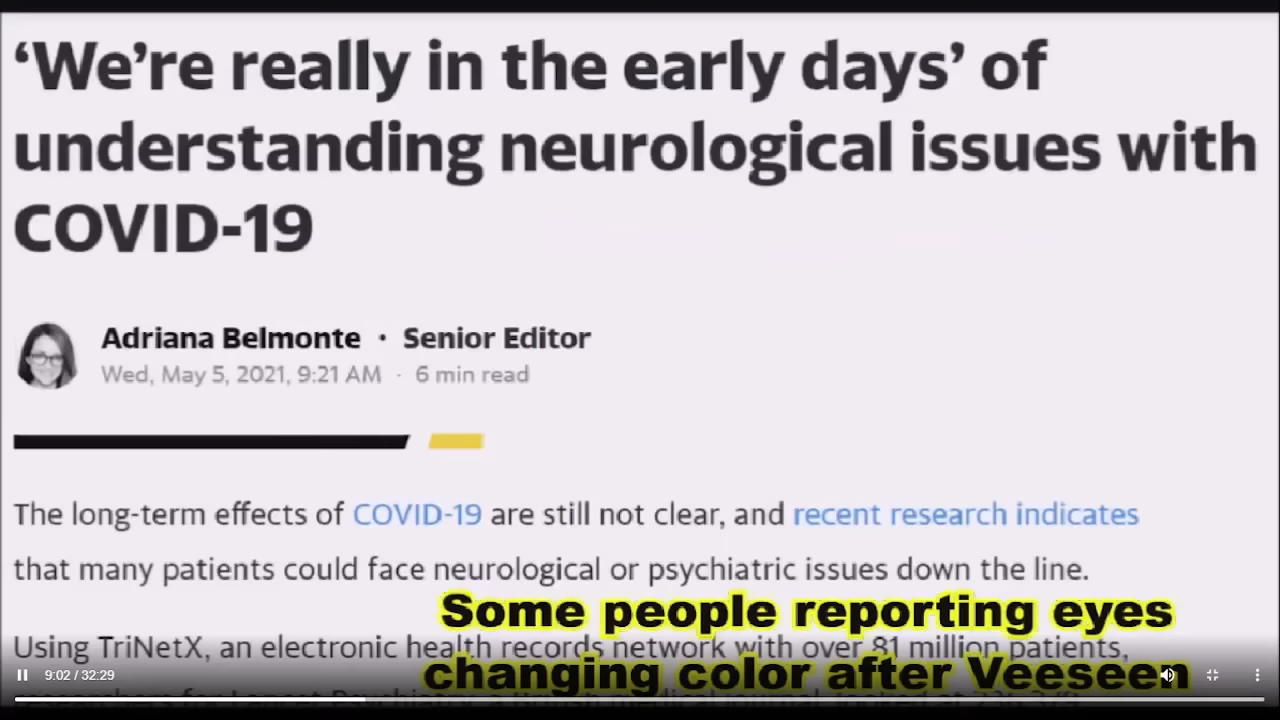 ‘We’re really in the early days’ of
understanding neurological issues with
COVID-19
Adriana Belmonte · Senior Editor
Wed, May 5, 2021, 9:21 AM · 6 min read
The long-term effects of COVID-19 are still not clear, and recent research indicates
that many patients could face neurological or psychiatric issues down the line.
Some people reporting eyes
Using TriNetX, an electronic health records network with over 81 million patients,
changing color after Veeseen
9:02 / 32:29